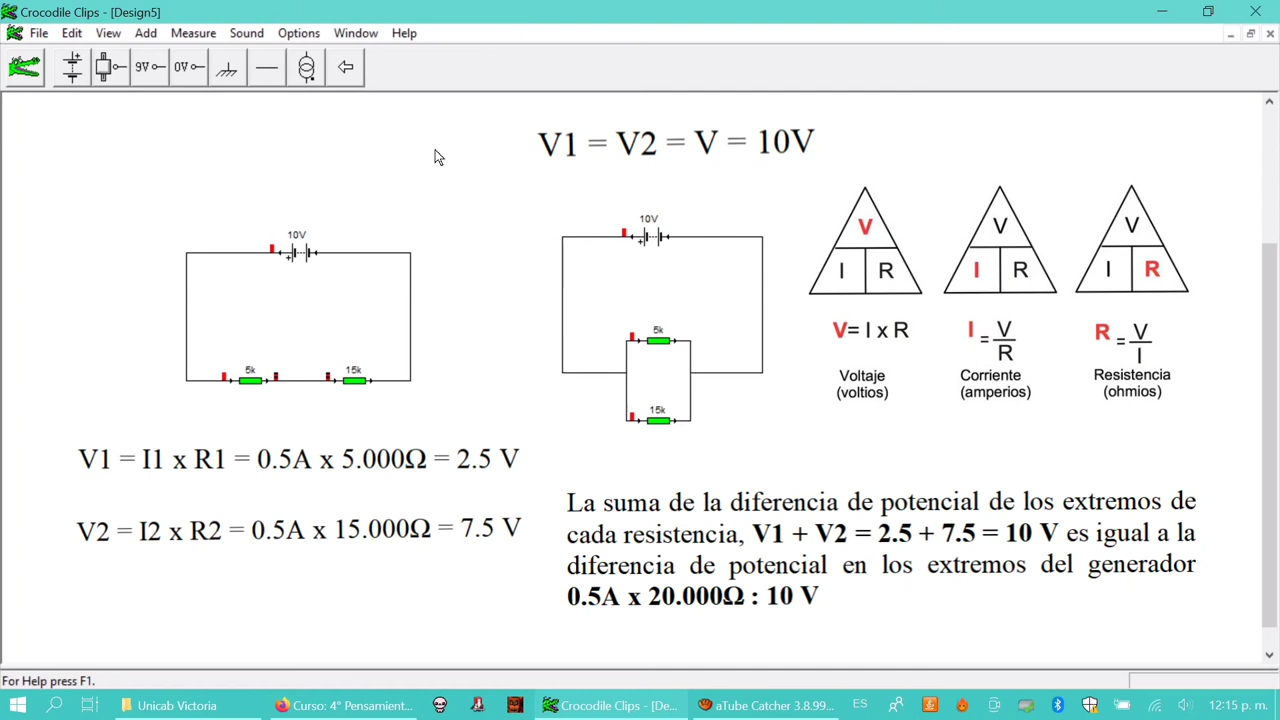 Crocodile Clips - [Design5]
File Edit View Add Measure Sound Options Window Help
9V 0V
V1 = V2 = V = 10V
10V
5k 15k
10V
5k
15k
V
I R
V
I R
V
I R
V= I x R
I = V
R
R = V
I
Voltaje
(voltios)
Corriente
(amperios)
Resistencia
(ohmios)
V1 = I1 x R1 = 0.5A x 5.000Ω = 2.5 V
V2 = I2 x R2 = 0.5A x 15.000Ω = 7.5 V
La suma de la diferencia de potencial de los extremos de
cada resistencia, V1 + V2 = 2.5 + 7.5 = 10 V es igual a la
diferencia de potencial en los extremos del generador
0.5A x 20.000Ω : 10 V
For Help press F1.
Unicab Victoria
Curso: 4° Pensamient...
Crocodile Clips - [De...
aTube Catcher 3.8.99...
ES
12:15 p. m.